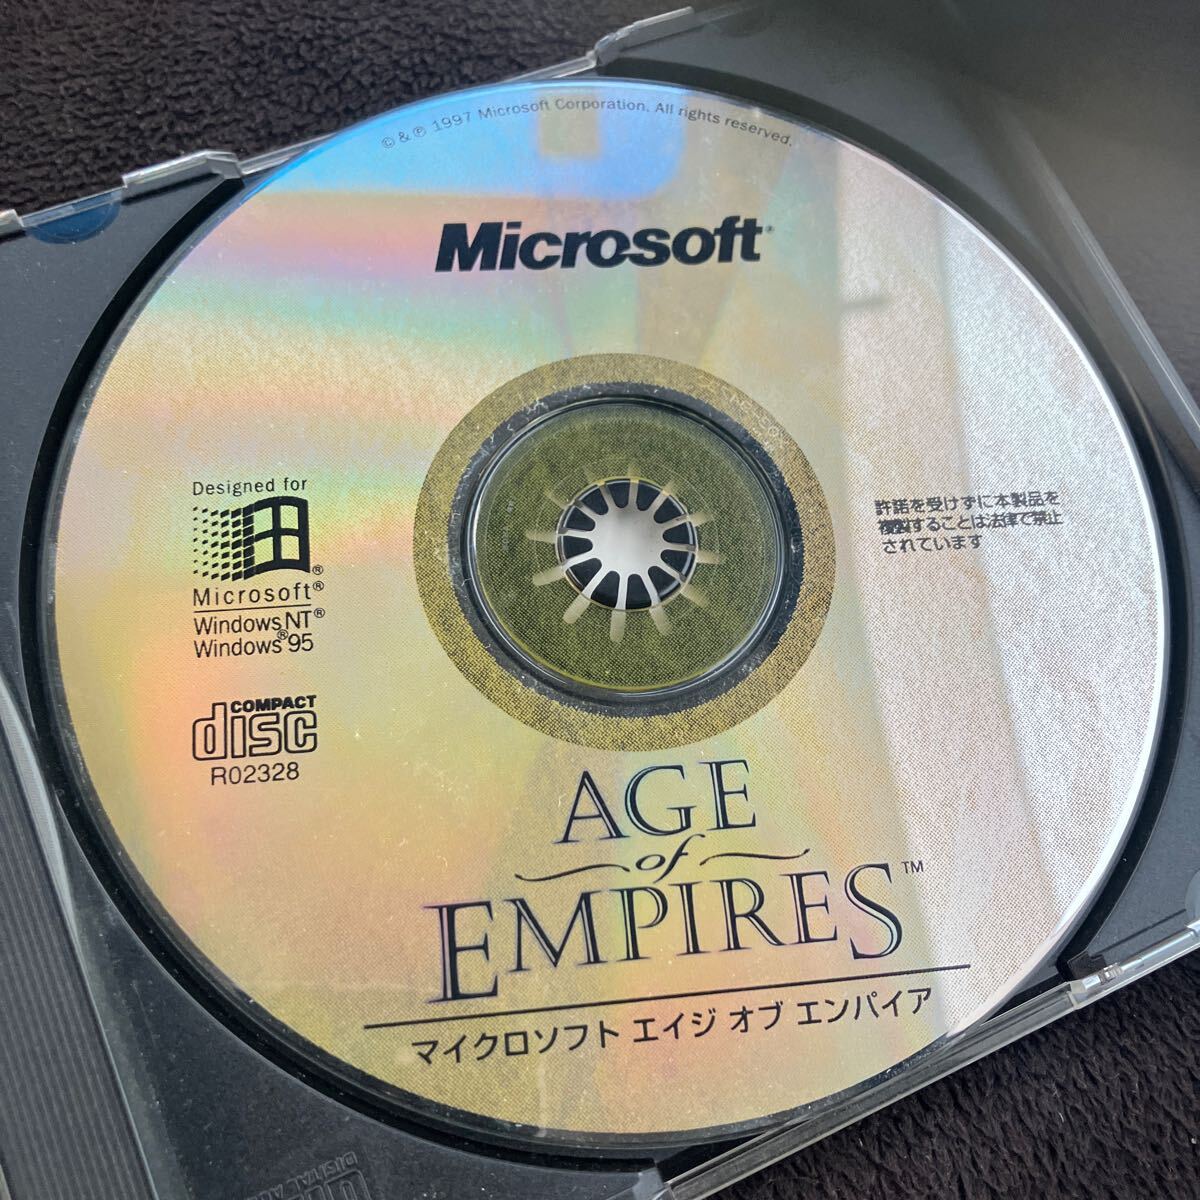 © & ℗ 1997 Microsoft Corporation. All rights reserved.
Microsoft®
Designed for
Microsoft®
Windows NT®
Windows®95
COMPACT
disc
R02328
許諾を受けずに本製品を
複製することは法律で禁止
されています
AGE
of
EMPIRES™
マイクロソフト エイジ オブ エンパイア